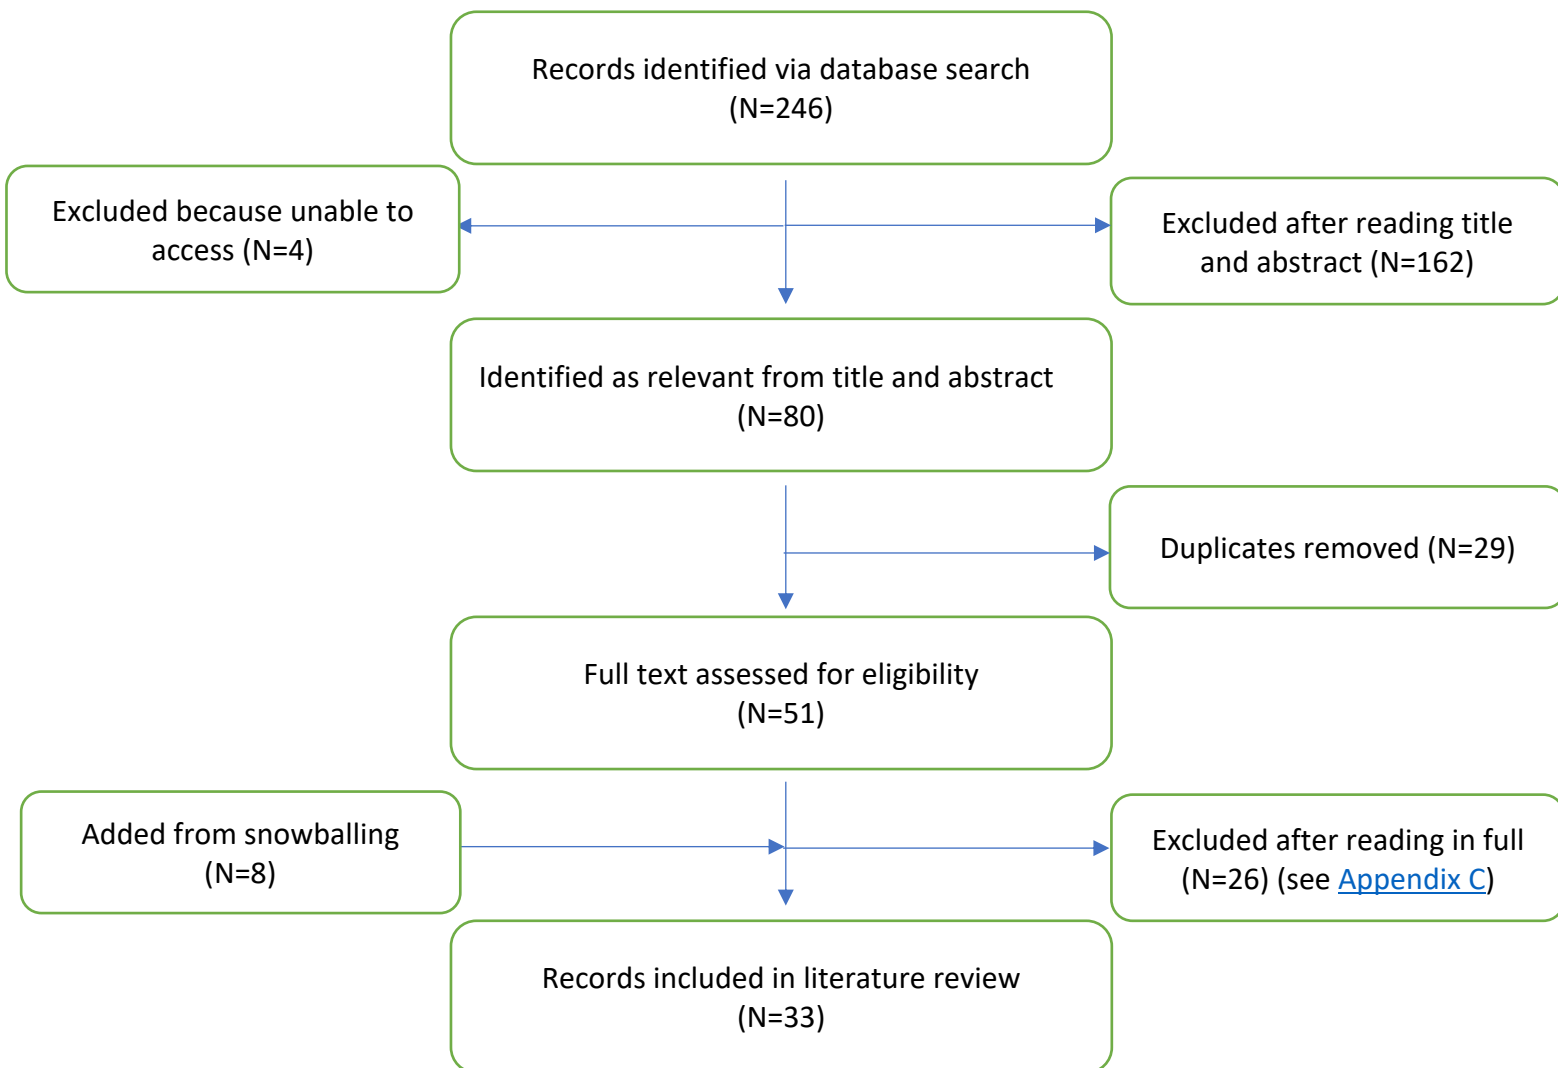 Records identified via database search
(N=246)
Excluded because unable to
access (N=4)
Excluded after reading title
and abstract (N=162)
Identified as relevant from title and abstract
(N=80)
Duplicates removed (N=29)
Full text assessed for eligibility
(N=51)
Added from snowballing
(N=8)
Excluded after reading in full
(N=26) (see Appendix C)
Records included in literature review
(N=33)